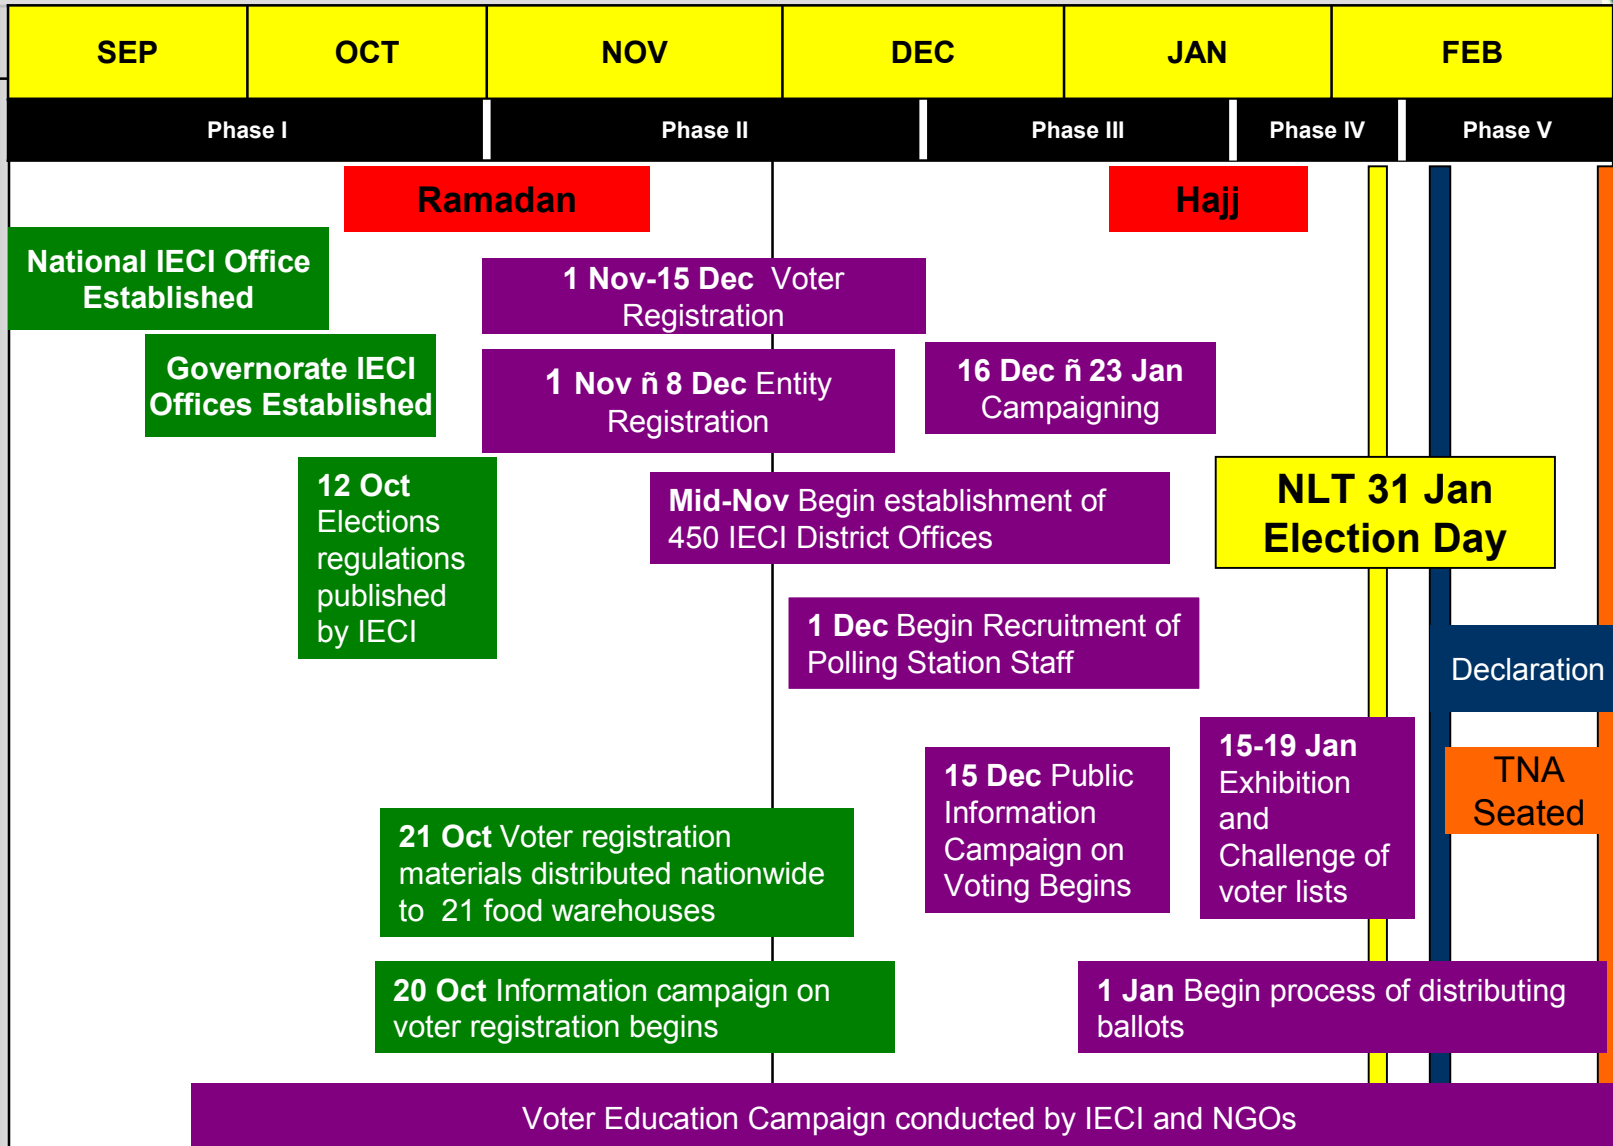 SEP OCT NOV DEC JAN FEB
Phase I Phase II Phase III Phase IV Phase V
Ramadan
Hajj
National IECI Office
Established
1 Nov-15 Dec Voter
Registration
Governorate IECI
Offices Established
1 Nov ñ 8 Dec Entity
Registration
16 Dec ñ 23 Jan
Campaigning
12 Oct
Elections
regulations
published
by IECI
Mid-Nov Begin establishment of
450 IECI District Offices
NLT 31 Jan
Election Day
1 Dec Begin Recruitment of
Polling Station Staff
Declaration
15 Dec Public
Information
Campaign on
Voting Begins
15-19 Jan
Exhibition
and
Challenge of
voter lists
TNA
Seated
21 Oct Voter registration
materials distributed nationwide
to 21 food warehouses
20 Oct Information campaign on
voter registration begins
1 Jan Begin process of distributing
ballots
Voter Education Campaign conducted by IECI and NGOs